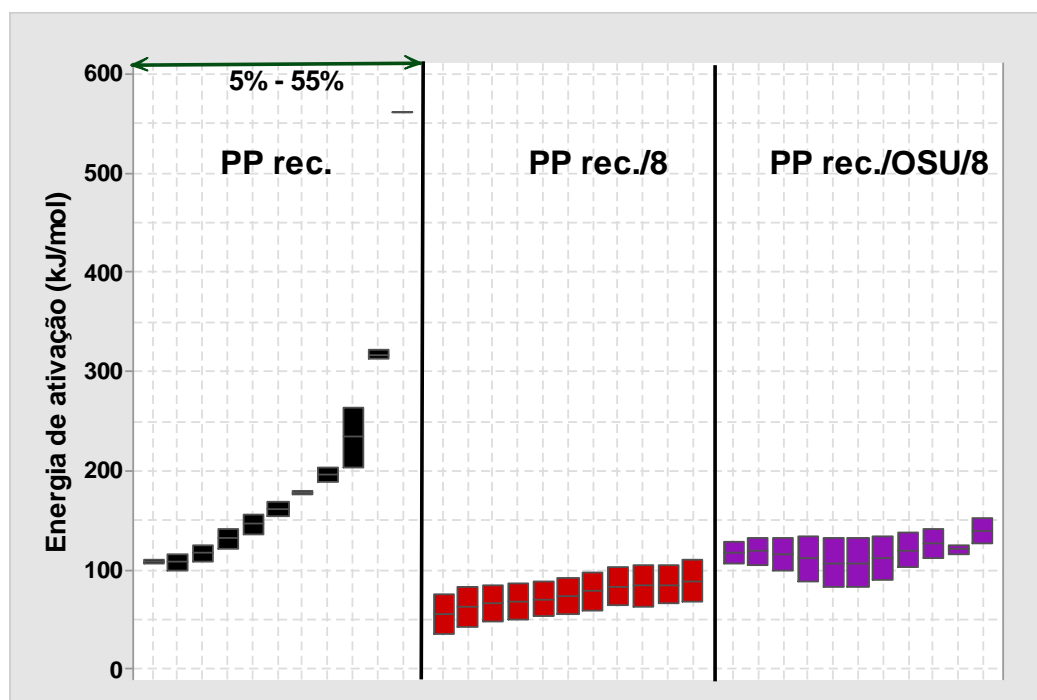 5% - 55%
PP rec.
PP rec./8
PP rec./OSU/8
Energia de ativação (kJ/mol)
600
500
400
300
200
100
0